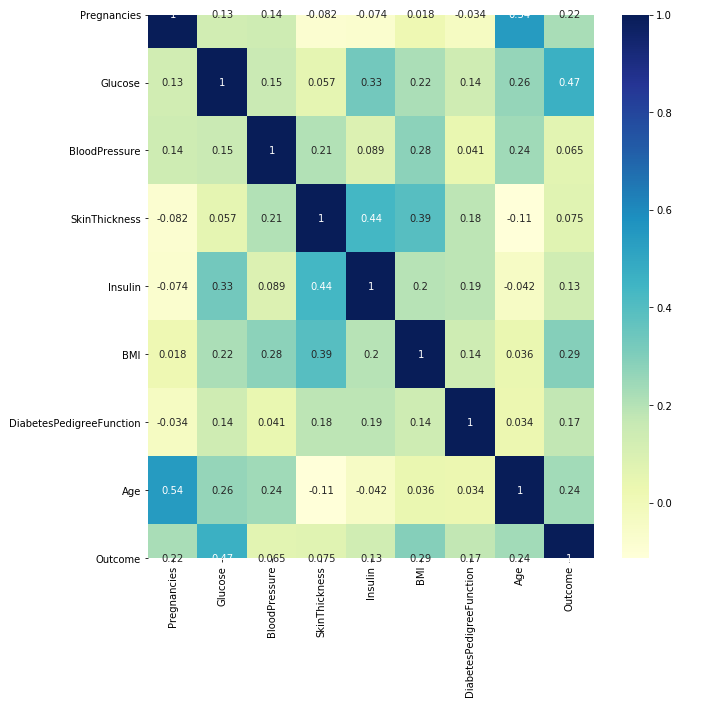 Pregnancies 1 0.13 0.14 -0.082 -0.074 0.018 -0.034 0.54 0.22
Glucose 0.13 1 0.15 0.057 0.33 0.22 0.14 0.26 0.47
BloodPressure 0.14 0.15 1 0.21 0.089 0.28 0.041 0.24 0.065
SkinThickness -0.082 0.057 0.21 1 0.44 0.39 0.18 -0.11 0.075
Insulin -0.074 0.33 0.089 0.44 1 0.2 0.19 -0.042 0.13
BMI 0.018 0.22 0.28 0.39 0.2 1 0.14 0.036 0.29
DiabetesPedigreeFunction -0.034 0.14 0.041 0.18 0.19 0.14 1 0.034 0.17
Age 0.54 0.26 0.24 -0.11 -0.042 0.036 0.034 1 0.24
Outcome 0.22 0.47 0.065 0.075 0.13 0.29 0.17 0.24 1
Pregnancies
Glucose
BloodPressure
SkinThickness
Insulin
BMI
DiabetesPedigreeFunction
Age
Outcome
1.0
0.8
0.6
0.4
0.2
0.0